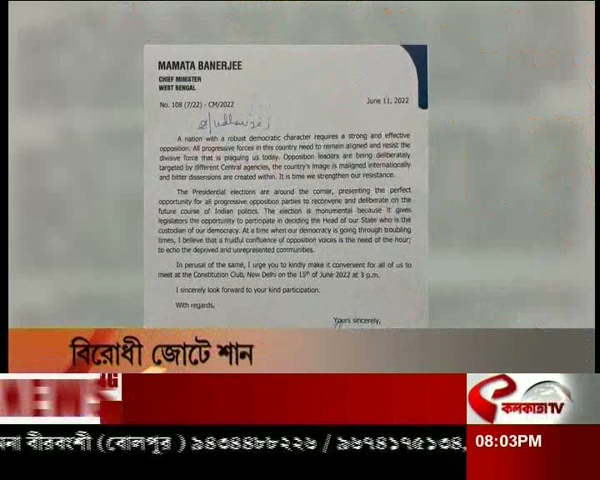 MAMATA BANERJEE
CHIEF MINISTER
WEST BENGAL
No. 108 (7/22) - CM/2022
June 11, 2022
A nation with a robust democratic character requires a strong and effective
opposition. All progressive forces in this country need to remain aligned and resist the
divisive force that is plaguing us today. Opposition leaders are being deliberately
targeted by different Central agencies, the country's image is maligned internationally
and bitter dissensions are created within. It is time we strengthen our resistance.
The Presidential elections are around the corner, presenting the perfect
opportunity for all progressive opposition parties to reconvene and deliberate on the
future course of Indian politics. The election is monumental because it gives
legislators the opportunity to participate in deciding the Head of our State who is the
custodian of our democracy. At a time when our democracy is going through troubling
times, I believe that a fruitful confluence of opposition voices is the need of the hour;
to echo the deprived and unrepresented communities.
In perusal of the same, I urge you to kindly make it convenient for all of us to
meet at the Constitution Club, New Delhi on the 15th of June 2022 at 3 p.m.
I sincerely look forward to your kind participation.
With regards,
Yours sincerely,
বিরোধী জোটে শান
NEWS
কলকাতা TV
বীরবংশী (বোলপুর) ৯৪৩৪৪৮৮২২৬ / ৯৬৭৪১৭৫১৩৪,
08:03PM